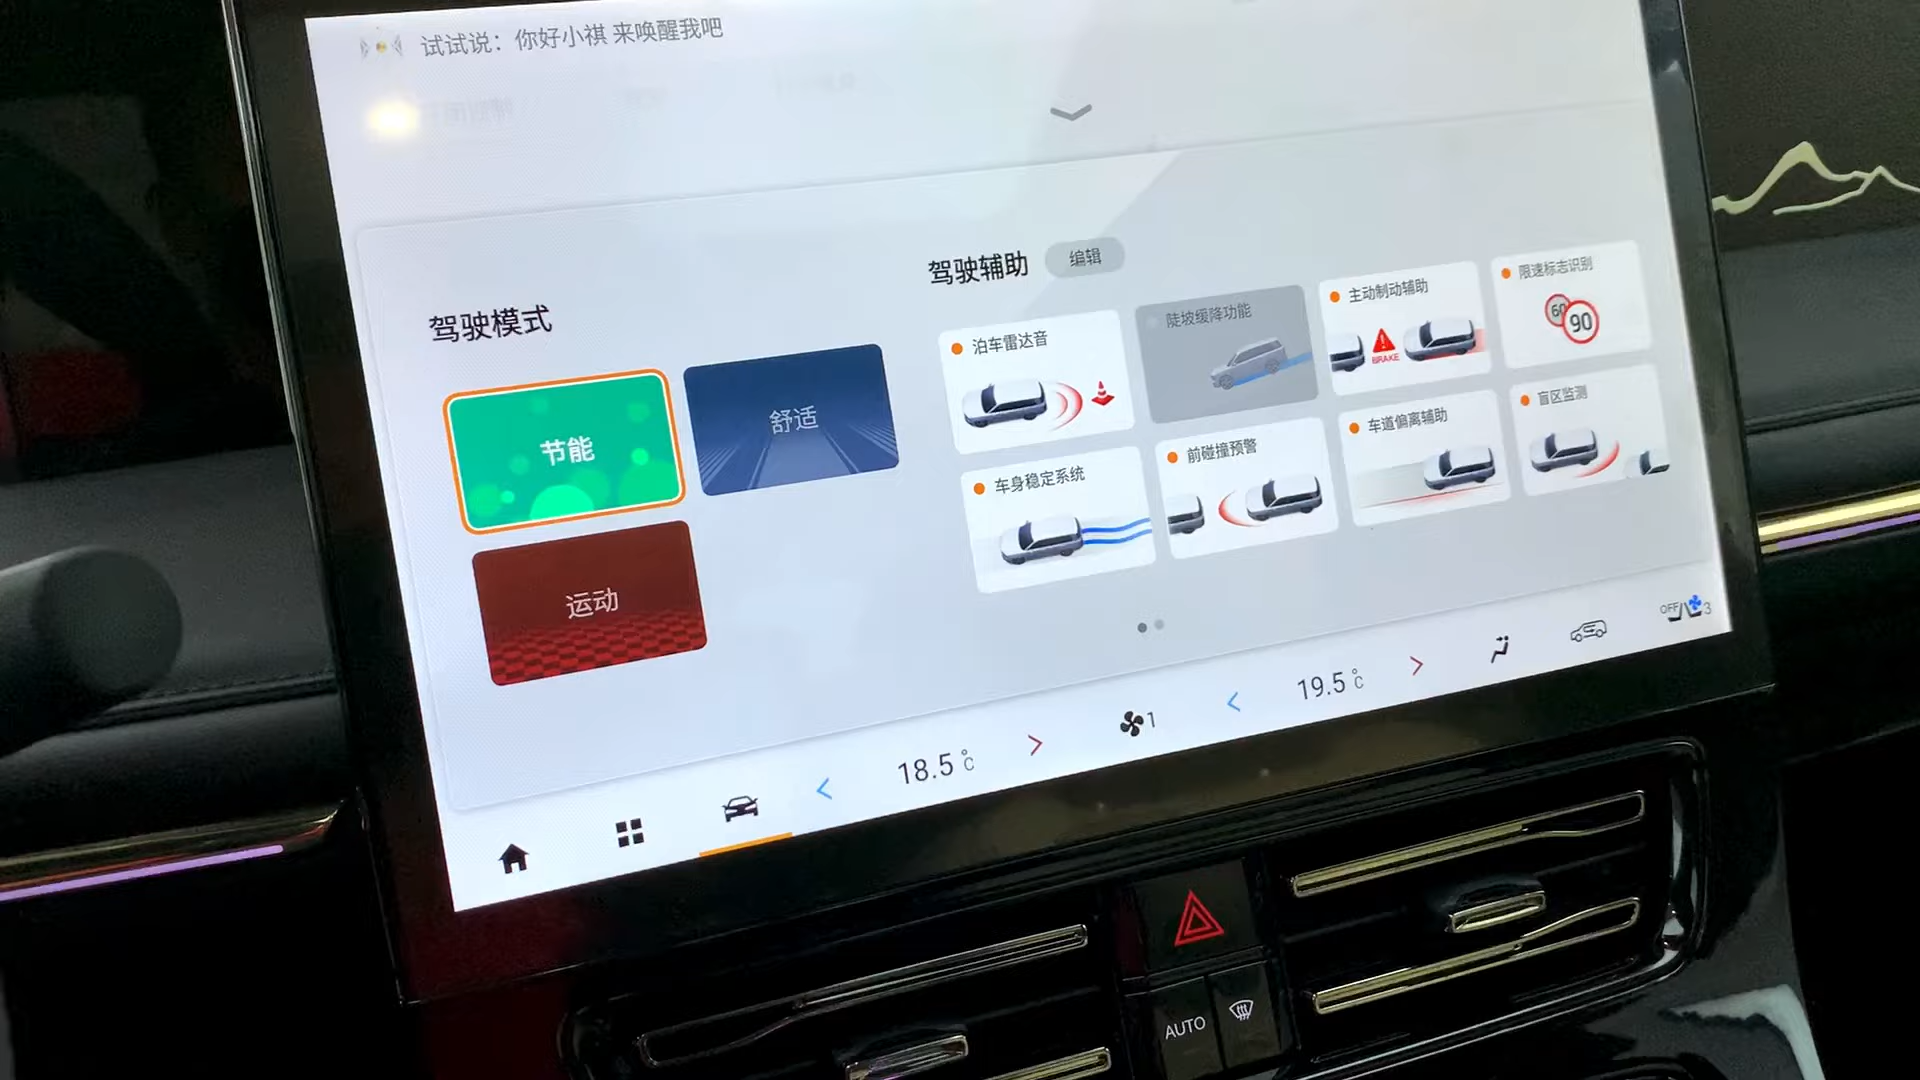 试试说：你好小祺 来唤醒我吧
驾驶模式
节能
舒适
运动
驾驶辅助
编辑
泊车雷达音
陡坡缓降功能
主动制动辅助
BRAKE
限速标志识别
60
90
车身稳定系统
前碰撞预警
车道偏离辅助
盲区监测
18.5℃
1
19.5℃
OFF
3
AUTO